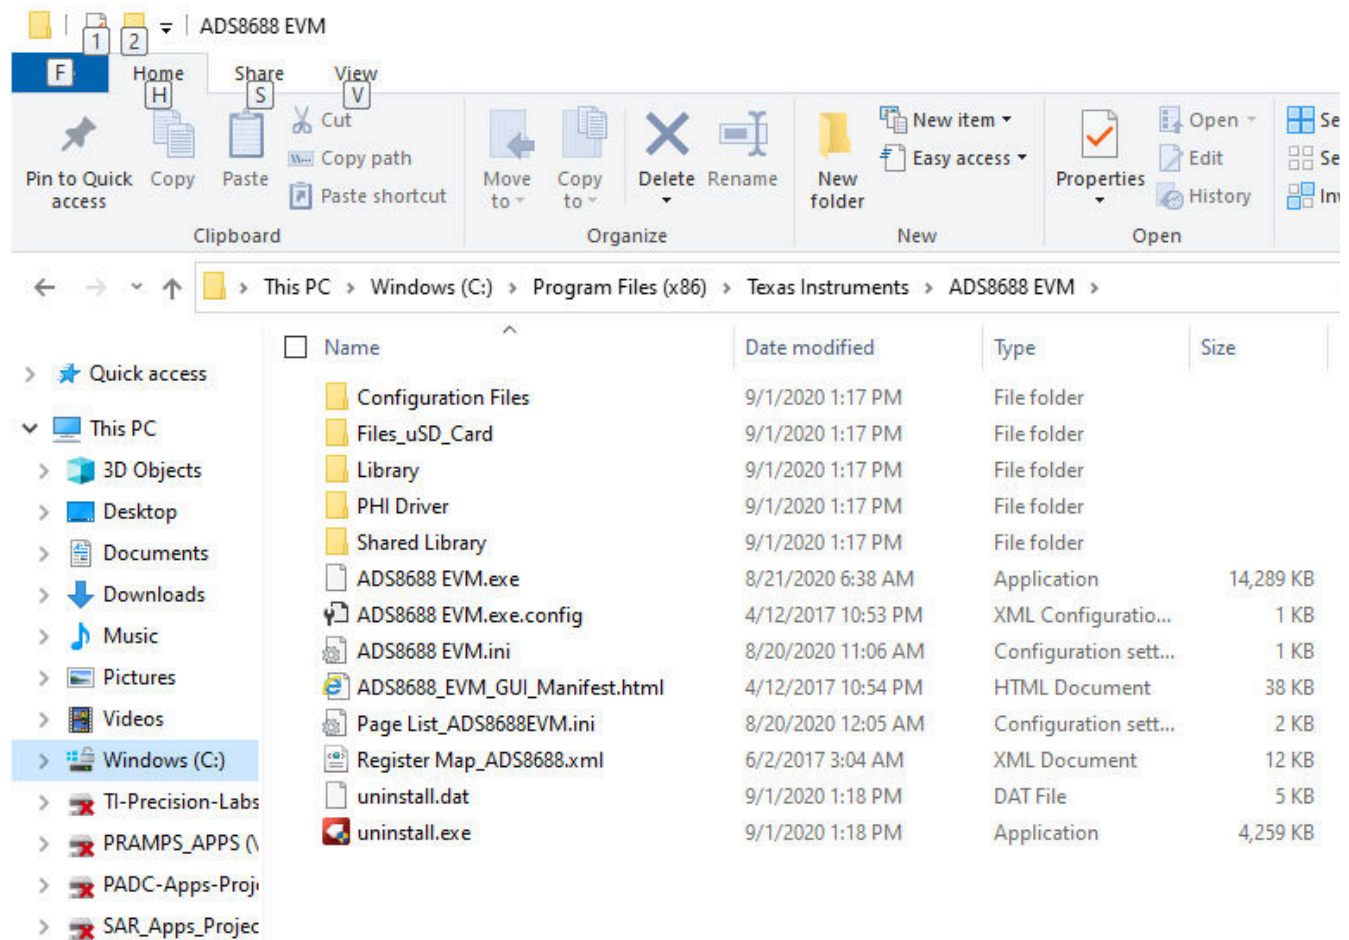 ADS8688 EVM
1 2
F Home Share View
H S V
Cut
Copy path
Paste shortcut
Pin to Quick access
Copy
Paste
Clipboard
Move to
Copy to
Delete
Rename
Organize
New folder
New item
Easy access
New
Properties
Open
Edit
History
Open
Se
Se
Inv
This PC > Windows (C:) > Program Files (x86) > Texas Instruments > ADS8688 EVM >
Name Date modified Type Size
Quick access
This PC
3D Objects
Desktop
Documents
Downloads
Music
Pictures
Videos
Windows (C:)
TI-Precision-Labs
PRAMPS_APPS (\
PADC-Apps-Proj
SAR_Apps_Projec
Configuration Files 9/1/2020 1:17 PM File folder
Files_uSD_Card 9/1/2020 1:17 PM File folder
Library 9/1/2020 1:17 PM File folder
PHI Driver 9/1/2020 1:17 PM File folder
Shared Library 9/1/2020 1:17 PM File folder
ADS8688 EVM.exe 8/21/2020 6:38 AM Application 14,289 KB
ADS8688 EVM.exe.config 4/12/2017 10:53 PM XML Configuratio... 1 KB
ADS8688 EVM.ini 8/20/2020 11:06 AM Configuration sett... 1 KB
ADS8688_EVM_GUI_Manifest.html 4/12/2017 10:54 PM HTML Document 38 KB
Page List_ADS8688EVM.ini 8/20/2020 12:05 AM Configuration sett... 2 KB
Register Map_ADS8688.xml 6/2/2017 3:04 AM XML Document 12 KB
uninstall.dat 9/1/2020 1:18 PM DAT File 5 KB
uninstall.exe 9/1/2020 1:18 PM Application 4,259 KB